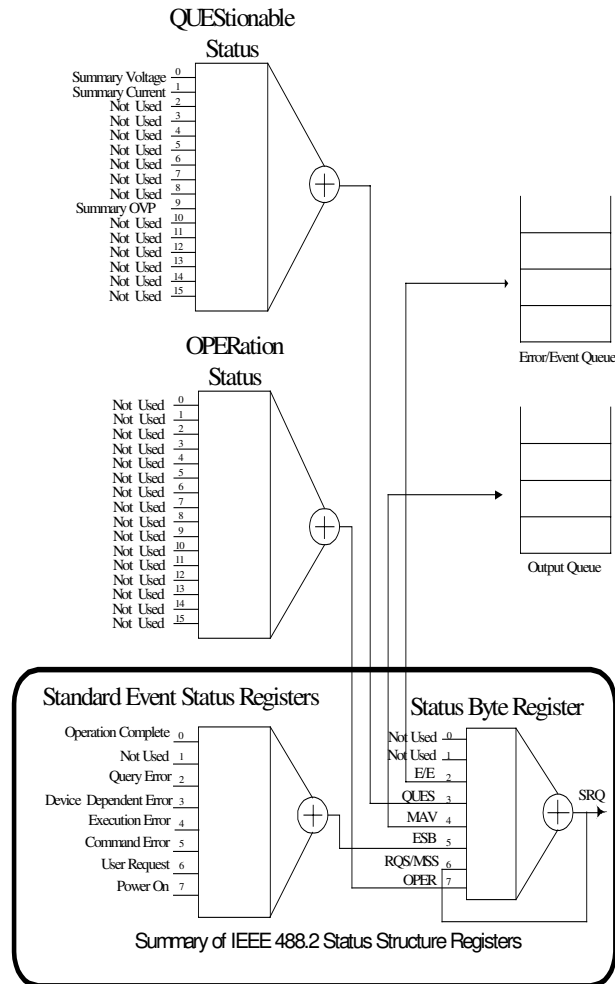 QUEStionable
Status
Summary Voltage 0
Summary Current 1
Not Used 2
Not Used 3
Not Used 4
Not Used 5
Not Used 6
Not Used 7
Not Used 8
Summary OVP 9
Not Used 10
Not Used 11
Not Used 12
Not Used 13
Not Used 14
Not Used 15
Error/Event Queue
OPERation
Status
Not Used 0
Not Used 1
Not Used 2
Not Used 3
Not Used 4
Not Used 5
Not Used 6
Not Used 7
Not Used 8
Not Used 9
Not Used 10
Not Used 11
Not Used 12
Not Used 13
Not Used 14
Not Used 15
Output Queue
Standard Event Status Registers
Operation Complete 0
Not Used 1
Query Error 2
Device Dependent Error 3
Execution Error 4
Command Error 5
User Request 6
Power On 7
Status Byte Register
Not Used 0
Not Used 1
E/E 2
QUES 3
MAV 4
ESB 5
RQS/MSS 6
OPER 7
SRQ
Summary of IEEE 488.2 Status Structure Registers